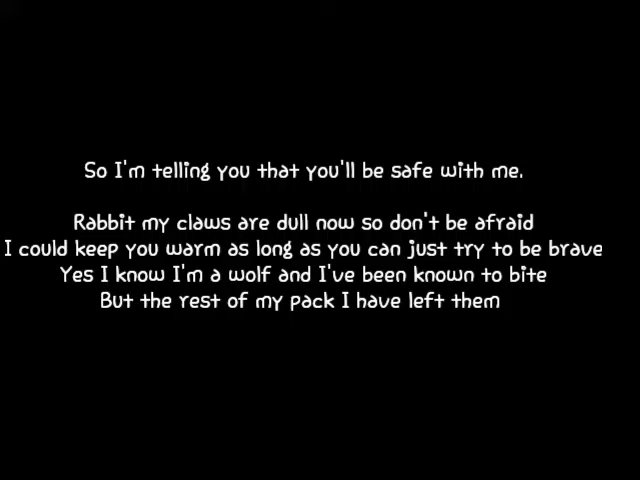 So I'm telling you that you'll be safe with me.
Rabbit my claws are dull now so don't be afraid
I could keep you warm as long as you can just try to be brave
Yes I know I'm a wolf and I've been known to bite
But the rest of my pack I have left them